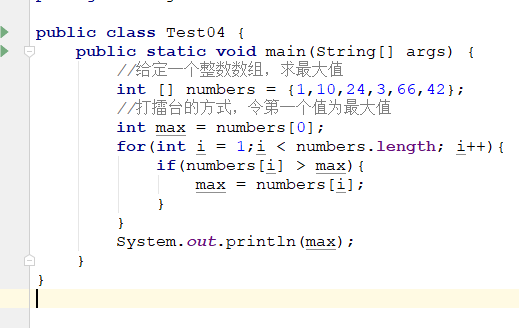 public class Test04 {
public static void main(String[] args) {
//给定一个整数数组，求最大值
int [] numbers = {1,10,24,3,66,42};
//打擂台的方式，令第一个值为最大值
int max = numbers[0];
for(int i = 1;i < numbers.length; i++){
if(numbers[i] > max){
max = numbers[i];
}
}
System.out.println(max);
}
}